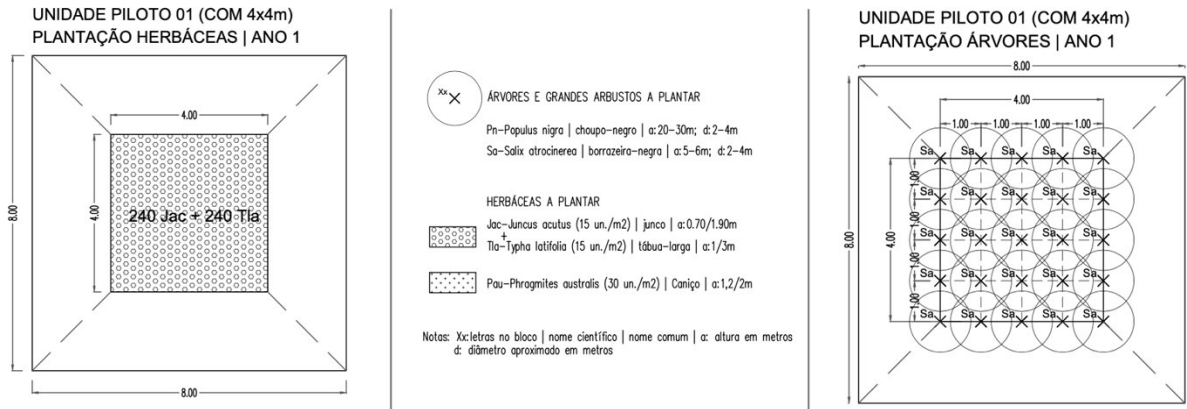 UNIDADE PILOTO 01 (COM 4x4m)
PLANTAÇÃO HERBÁCEAS | ANO 1
8.00
4.00
4.00
240 Jac + 240 Tla
8.00
Xx
ÁRVORES E GRANDES ARBUSTOS A PLANTAR
Pn-Populus nigra | choupo-negro | a:20-30m; d:2-4m
Sa-Salix atrocinerea | borrazeira-negra | a:5-6m; d:2-4m
HERBÁCEAS A PLANTAR
Jac-Juncus acutus (15 un./m2) | junco | a:0.70/1.90m
+
Tla-Typha latifolia (15 un./m2) | tábua-larga | a:1/3m
Pau-Phragmites australis (30 un./m2) | Caniço | a:1,2/2m
Notas: Xx:letras no bloco | nome científico | nome comum | a: altura em metros
d: diâmetro aproximado em metros
UNIDADE PILOTO 01 (COM 4x4m)
PLANTAÇÃO ÁRVORES | ANO 1
8.00
4.00
1.00 1.00 1.00 1.00
Sa Sa Sa Sa Sa
1.00
Sa Sa Sa Sa Sa
1.00
8.00
4.00
Sa Sa Sa Sa Sa
1.00
Sa Sa Sa Sa Sa
1.00
Sa Sa Sa Sa Sa